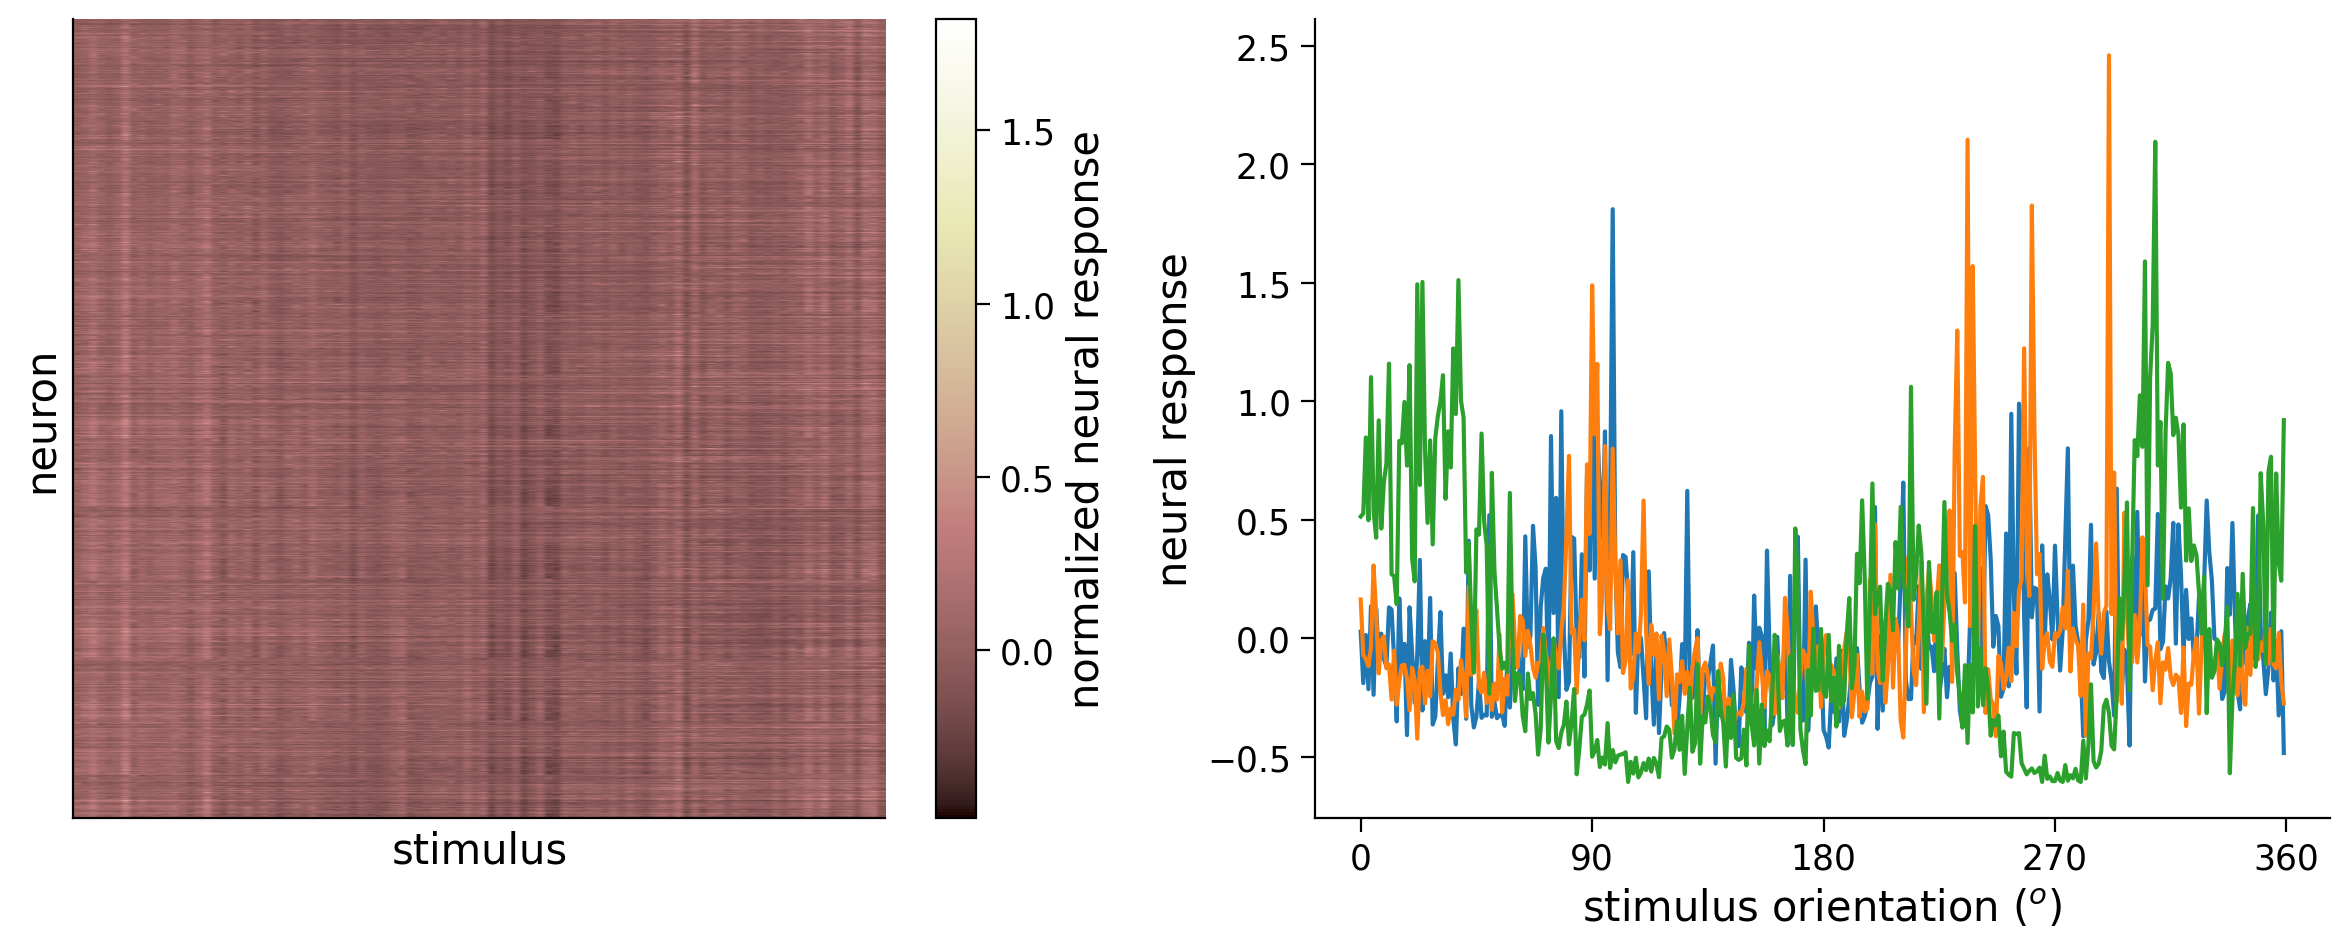 neuron
stimulus
1.5
1.0
0.5
0.0
normalized neural response
2.5
2.0
1.5
1.0
0.5
0.0
−0.5
neural response
0 90 180 270 360
stimulus orientation (o)